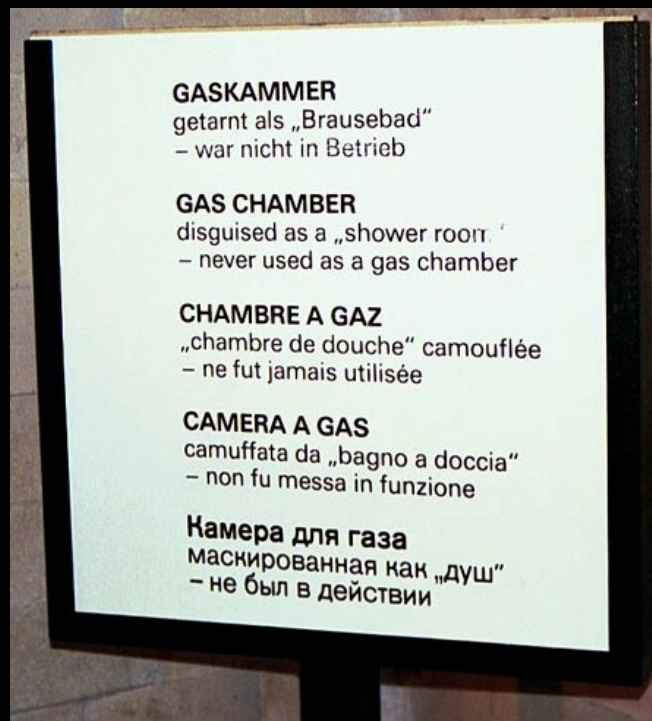 GASKAMMER
getarnt als „Brausebad“
– war nicht in Betrieb
GAS CHAMBER
disguised as a „shower room“
– never used as a gas chamber
CHAMBRE A GAZ
„chambre de douche“ camouflée
– ne fut jamais utilisée
CAMERA A GAS
camuffata da „bagno a doccia“
– non fu messa in funzione
Камера для газа
маскированная как „душ”
– не был в действии